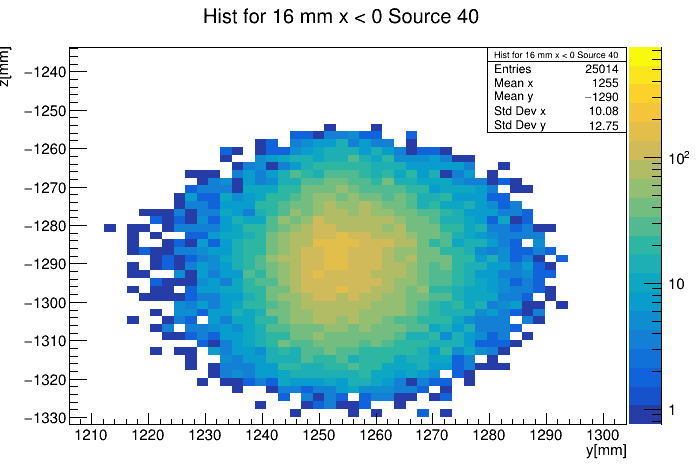 Hist for 16 mm x < 0 Source 40
z[mm]
Hist for 16 mm x < 0 Source 40
Entries 25014
Mean x 1255
Mean y −1290
Std Dev x 10.08
Std Dev y 12.75
−1240
−1250
−1260
−1270
−1280
−1290
−1300
−1310
−1320
−1330
1210 1220 1230 1240 1250 1260 1270 1280 1290 1300
y[mm]
10²
10
1